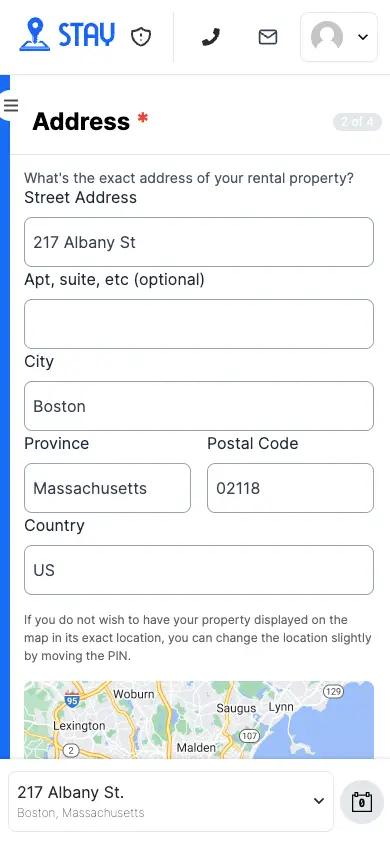 STAY
Address *
2 of 4
What's the exact address of your rental property?
Street Address
217 Albany St
Apt, suite, etc (optional)
City
Boston
Province
Postal Code
Massachusetts
02118
Country
US
If you do not wish to have your property displayed on the
map in its exact location, you can change the location slightly
by moving the PIN.
129
Woburn
95
Saugus
Lynn
Lexington
107
2
Malden
217 Albany St.
Boston, Massachusetts
0